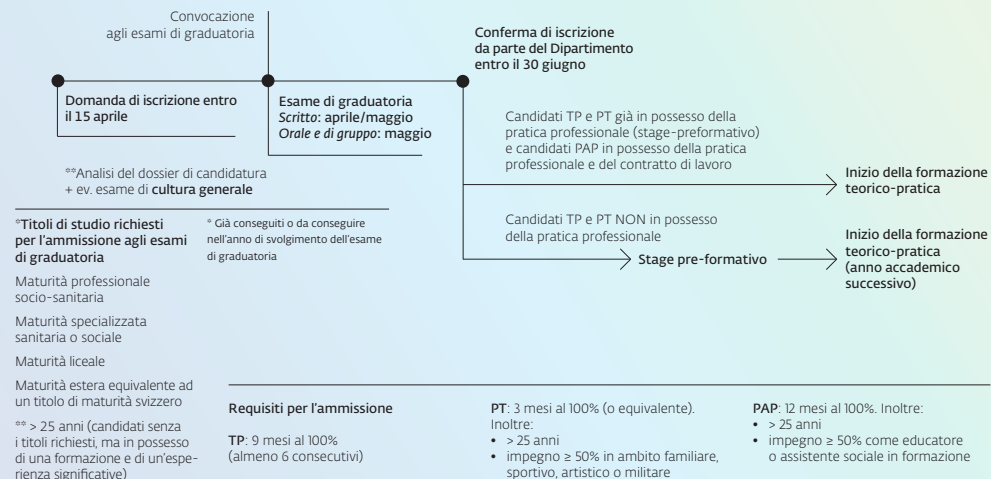 Convocazione
agli esami di graduatoria
Conferma di iscrizione
da parte del Dipartimento
entro il 30 giugno
Domanda di iscrizione entro
il 15 aprile
Esame di graduatoria
Scritto: aprile/maggio
Orale e di gruppo: maggio
**Analisi del dossier di candidatura
+ ev. esame di cultura generale
Candidati TP e PT già in possesso della
pratica professionale (stage-preformativo)
e candidati PAP in possesso della pratica
professionale e del contratto di lavoro
Inizio della formazione
teorico-pratica
Candidati TP e PT NON in possesso
della pratica professionale
Stage pre-formativo
Inizio della formazione
teorico-pratica
(anno accademico
successivo)
*Titoli di studio richiesti
per l'ammissione agli esami
di graduatoria
* Già conseguiti o da conseguire
nell'anno di svolgimento dell'esame
di graduatoria
Maturità professionale
socio-sanitaria
Maturità specializzata
sanitaria o sociale
Maturità liceale
Maturità estera equivalente ad
un titolo di maturità svizzero
** > 25 anni (candidati senza
i titoli richiesti, ma in possesso
di una formazione e di un'espe-
rienza significative)
Requisiti per l'ammissione
TP: 9 mesi al 100%
(almeno 6 consecutivi)
PT: 3 mesi al 100% (o equivalente).
Inoltre:
• > 25 anni
• impegno ≥ 50% in ambito familiare,
sportivo, artistico o militare
PAP: 12 mesi al 100%. Inoltre:
• > 25 anni
• impegno ≥ 50% come educatore
o assistente sociale in formazione